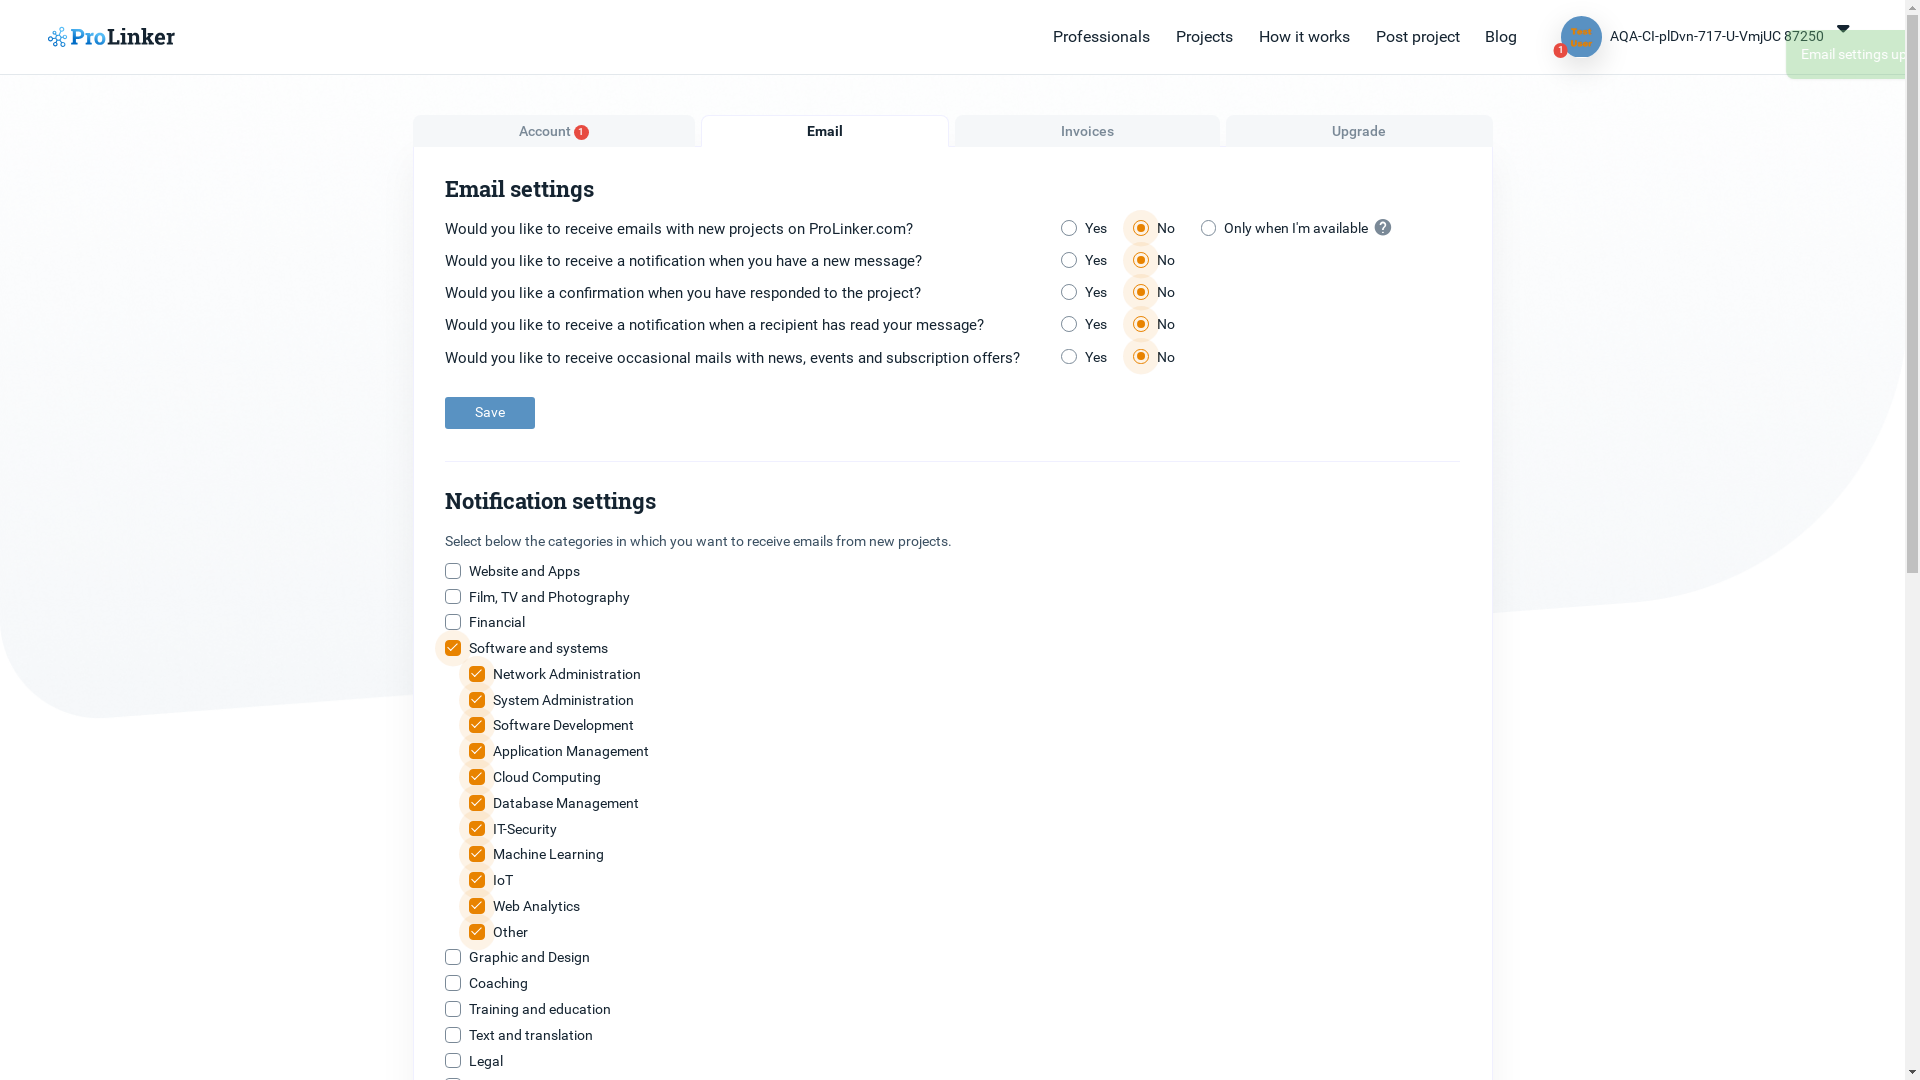 ProLinker
Professionals Projects How it works Post project Blog
Test
User
1
AQA-CI-plDvn-717-U-VmjUC 87250
Email settings up
Account 1 Email Invoices Upgrade
Email settings
Would you like to receive emails with new projects on ProLinker.com? Yes No Only when I'm available ?
Would you like to receive a notification when you have a new message? Yes No
Would you like a confirmation when you have responded to the project? Yes No
Would you like to receive a notification when a recipient has read your message? Yes No
Would you like to receive occasional mails with news, events and subscription offers? Yes No
Save
Notification settings
Select below the categories in which you want to receive emails from new projects.
Website and Apps
Film, TV and Photography
Financial
Software and systems
Network Administration
System Administration
Software Development
Application Management
Cloud Computing
Database Management
IT-Security
Machine Learning
IoT
Web Analytics
Other
Graphic and Design
Coaching
Training and education
Text and translation
Legal